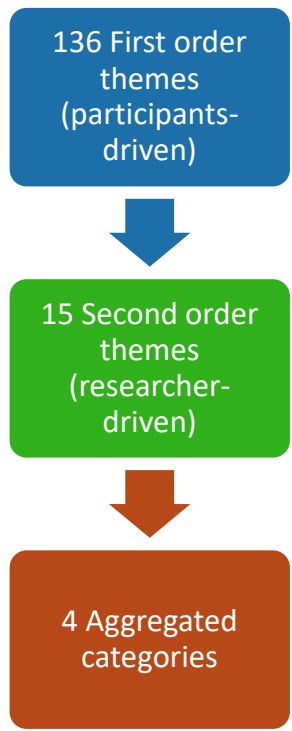 136 First order
themes
(participants-
driven)
15 Second order
themes
(researcher-
driven)
4 Aggregated
categories